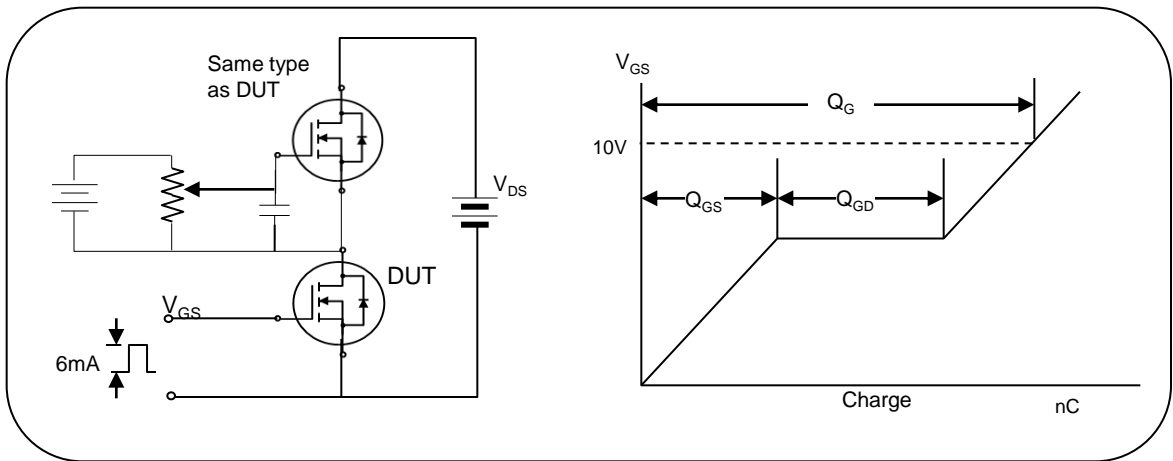 Same type
as DUT
V_DS
DUT
V_GS
6mA
V_GS
Q_G
10V
Q_GS
Q_GD
Charge
nC